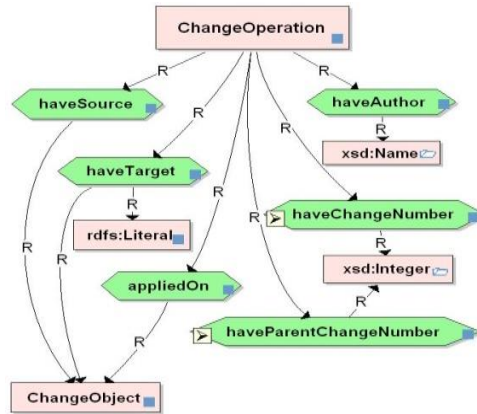 ChangeOperation
R
R
haveSource
haveAuthor
R
R
R
R
xsd:Name
haveTarget
R
R
R
haveChangeNumber
R
rdfs:Literal
R
R
R
appliedOn
xsd:Integer
R
haveParentChangeNumber
R
ChangeObject